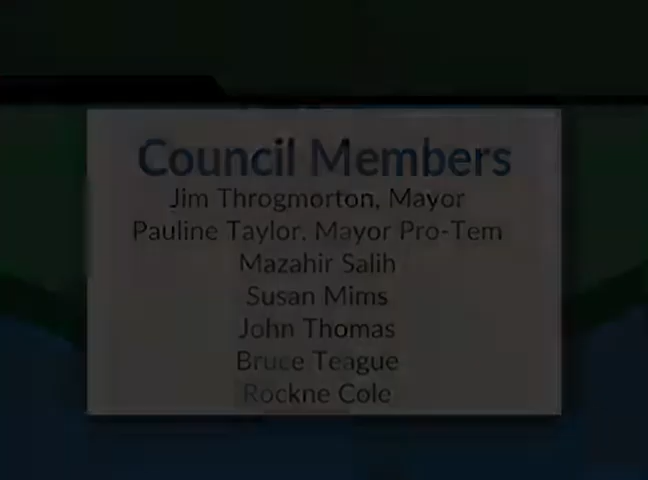 Council Members
Jim Throgmorton, Mayor
Pauline Taylor, Mayor Pro-Tem
Mazahir Salih
Susan Mims
John Thomas
Bruce Teague
Rockne Cole